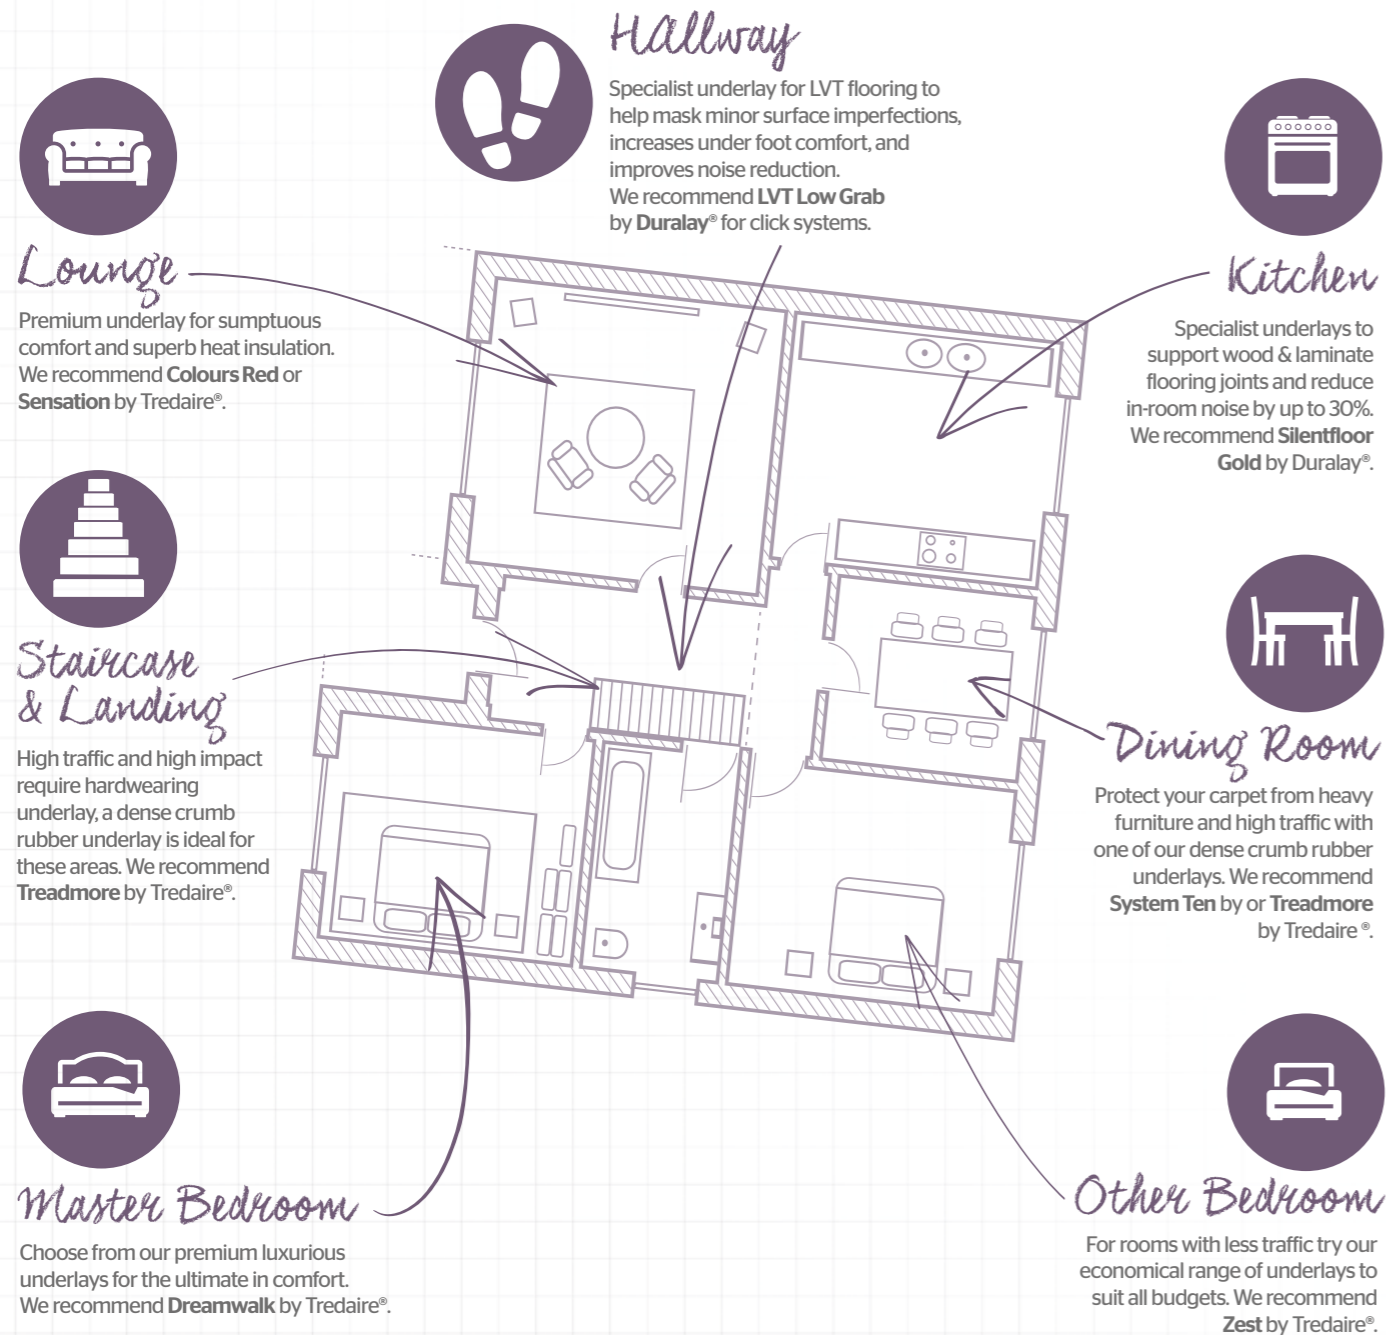 Hallway
Specialist underlay for LVT flooring to
help mask minor surface imperfections,
increases under foot comfort, and
improves noise reduction.
We recommend LVT Low Grab
by Duralay® for click systems.
Lounge
Premium underlay for sumptuous
comfort and superb heat insulation.
We recommend Colours Red or
Sensation by Tredaire®.
Kitchen
Specialist underlays to
support wood & laminate
flooring joints and reduce
in-room noise by up to 30%.
We recommend Silentfloor
Gold by Duralay®.
Staircase
& Landing
High traffic and high impact
require hardwearing
underlay, a dense crumb
rubber underlay is ideal for
these areas. We recommend
Treadmore by Tredaire®.
Dining Room
Protect your carpet from heavy
furniture and high traffic with
one of our dense crumb rubber
underlays. We recommend
System Ten by or Treadmore
by Tredaire ®.
Master Bedroom
Choose from our premium luxurious
underlays for the ultimate in comfort.
We recommend Dreamwalk by Tredaire®.
Other Bedroom
For rooms with less traffic try our
economical range of underlays to
suit all budgets. We recommend
Zest by Tredaire®.